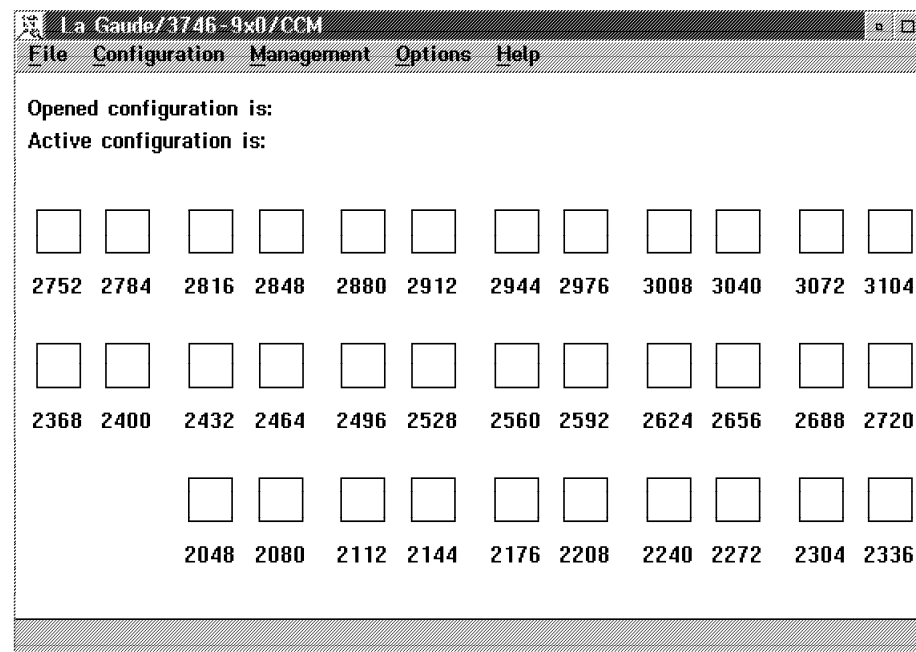 La Gaude/3746-9x0/CCM
File Configuration Management Options Help
Opened configuration is:
Active configuration is:
2752 2784 2816 2848 2880 2912 2944 2976 3008 3040 3072 3104
2368 2400 2432 2464 2496 2528 2560 2592 2624 2656 2688 2720
2048 2080 2112 2144 2176 2208 2240 2272 2304 2336